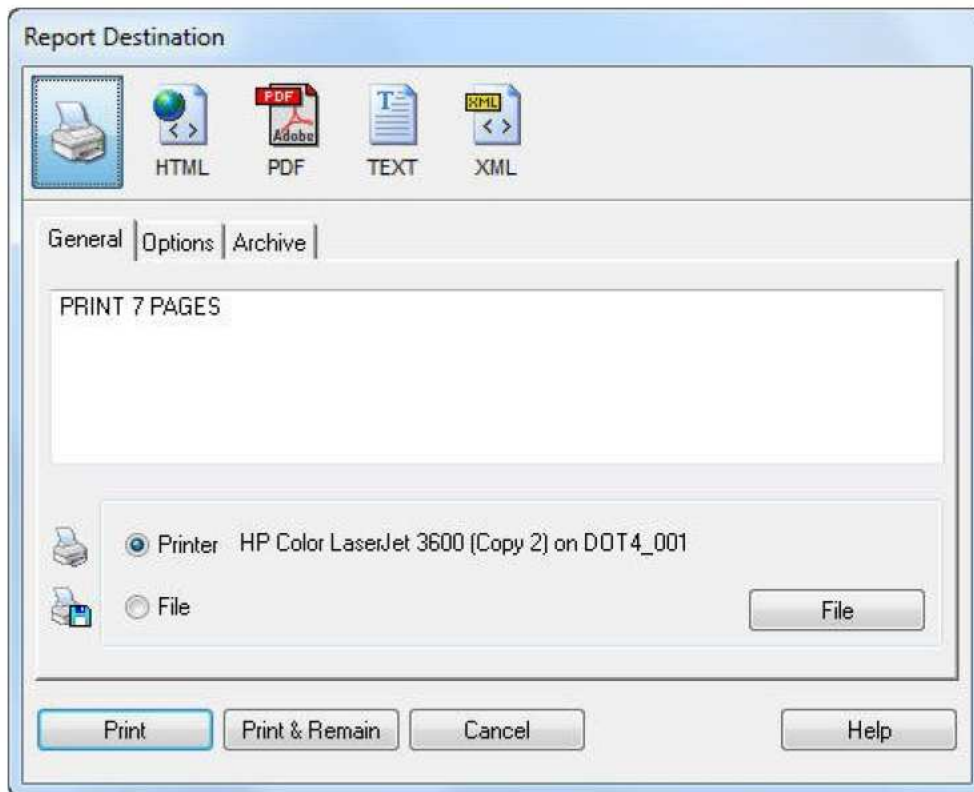 Report Destination
PDF
Adobe
T
XML
< >
< >
HTML
PDF
TEXT
XML
General
Options
Archive
PRINT 7 PAGES
Printer
HP Color LaserJet 3600 (Copy 2) on DOT4_001
File
File
Print
Print & Remain
Cancel
Help